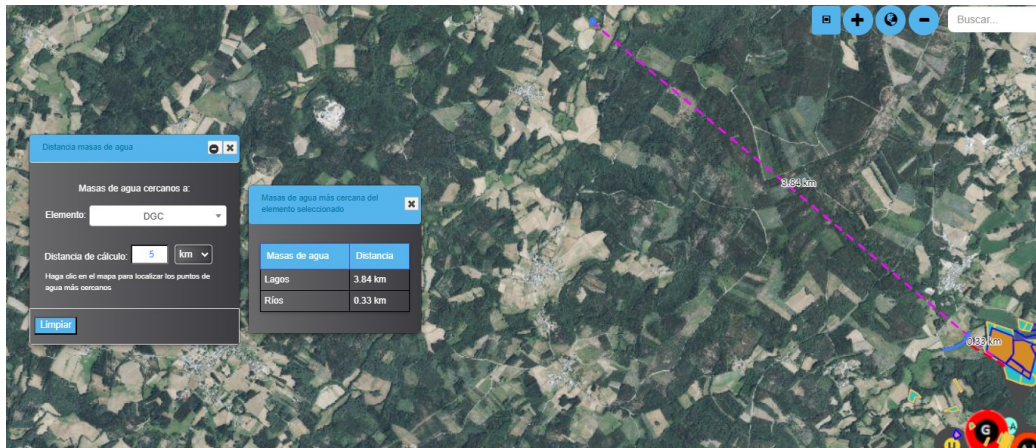 Buscar...
3.84 km
0.33 km
Distancia masas de agua
Masas de agua cercanos a:
Elemento: DGC
Distancia de cálculo: 5 km
Haga clic en el mapa para localizar los puntos de
agua más cercanos
Limpiar
Masas de agua más cercana del
elemento seleccionado
Masas de agua Distancia
Lagos 3.84 km
Ríos 0.33 km
G
A